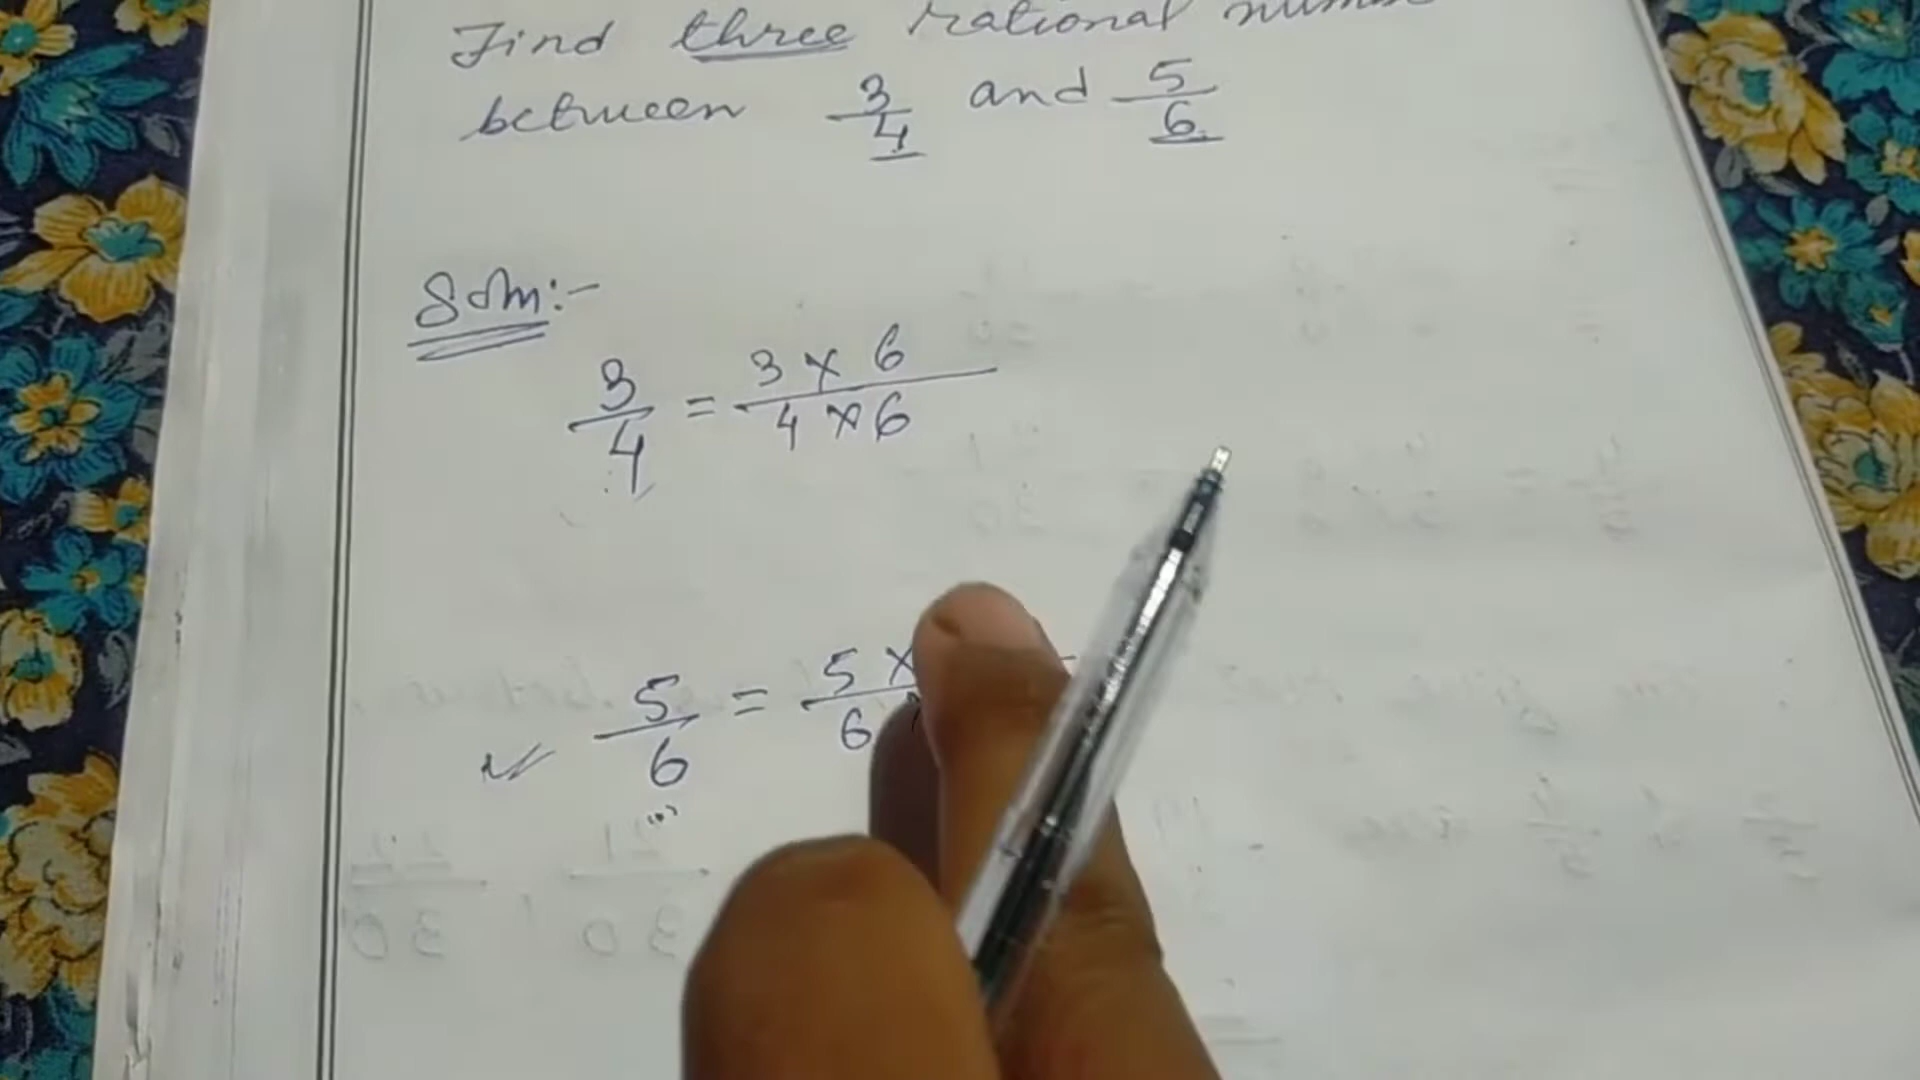 Find three rational
between 3/4 and 5/6
Soln:-
3/4 = 3 × 6 / 4 × 6
5/6 = 5 × / 6